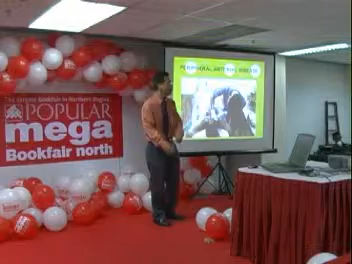 The Largest Bookfair in Northern Region
POPULAR
mega
Bookfair north
PERIPHERAL ARTERIAL DISEASE